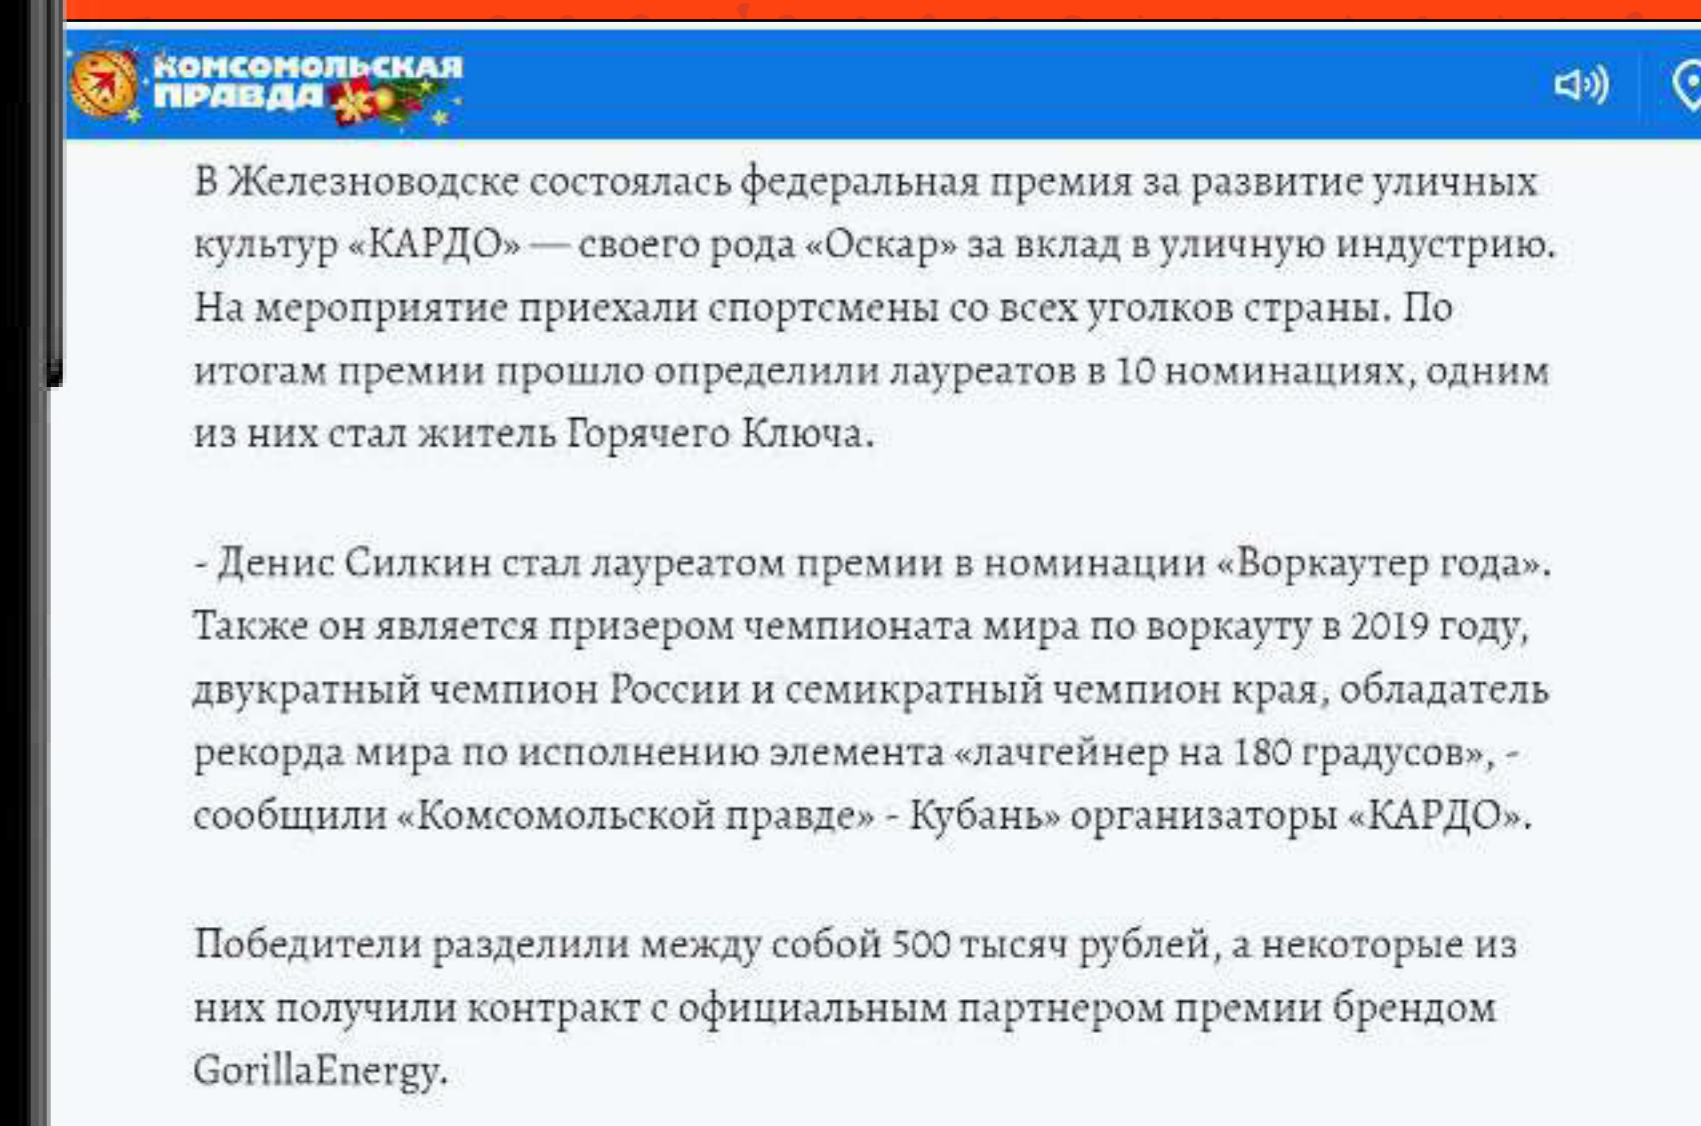 КОМСОМОЛЬСКАЯ
ПРАВДА
В Железноводске состоялась федеральная премия за развитие уличных
культур «КАРДО» — своего рода «Оскар» за вклад в уличную индустрию.
На мероприятие приехали спортсмены со всех уголков страны. По
итогам премии прошло определили лауреатов в 10 номинациях, одним
из них стал житель Горячего Ключа.
- Денис Силкин стал лауреатом премии в номинации «Воркаутер года».
Также он является призером чемпионата мира по воркауту в 2019 году,
двукратный чемпион России и семикратный чемпион края, обладатель
рекорда мира по исполнению элемента «лачгейнер на 180 градусов», -
сообщили «Комсомольской правде» - Кубань» организаторы «КАРДО».
Победители разделили между собой 500 тысяч рублей, а некоторые из
них получили контракт с официальным партнером премии брендом
GorillaEnergy.